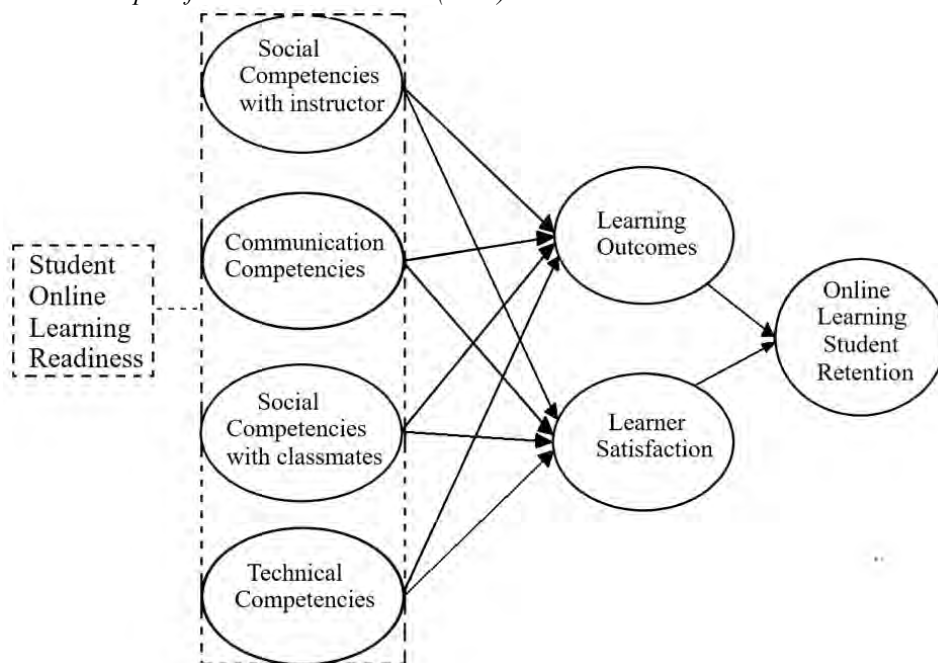 Social
Competencies
with instructor
Communication
Competencies
Student
Online
Learning
Readiness
Social
Competencies
with classmates
Technical
Competencies
Learning
Outcomes
Learner
Satisfaction
Online
Learning
Student
Retention